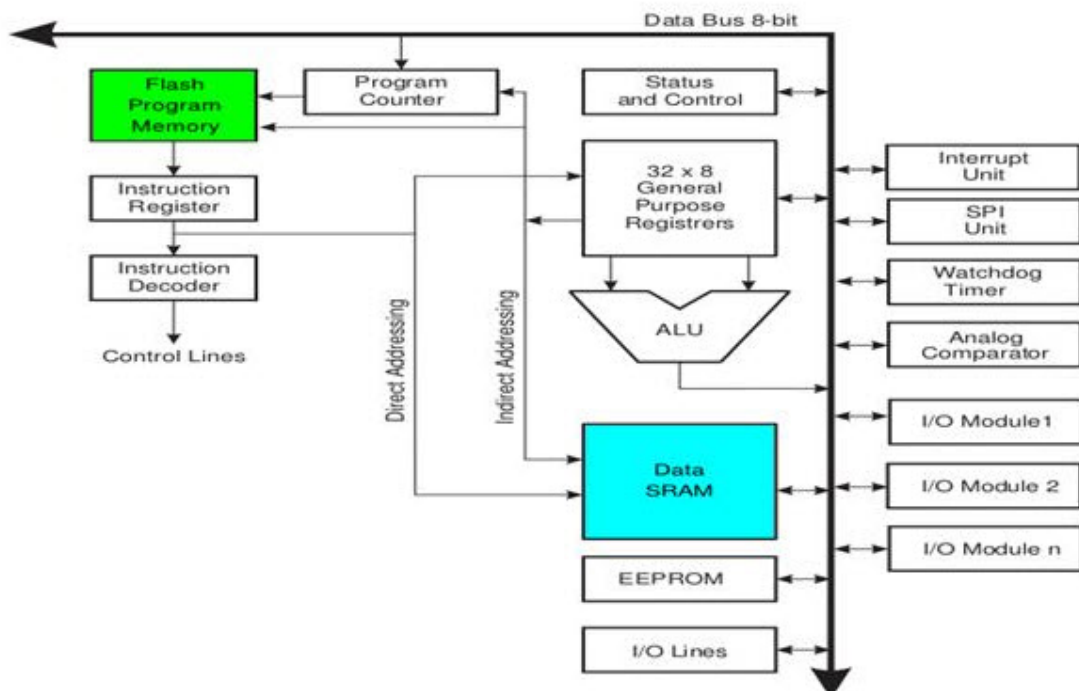 Data Bus 8-bit
Flash
Program
Memory
Program
Counter
Status
and Control
Interrupt
Unit
32 x 8
General
Purpose
Registrers
Instruction
Register
SPI
Unit
Instruction
Decoder
Watchdog
Timer
ALU
Analog
Comparator
Control Lines
Direct Addressing
Indirect Addressing
I/O Module1
Data
SRAM
I/O Module 2
I/O Module n
EEPROM
I/O Lines